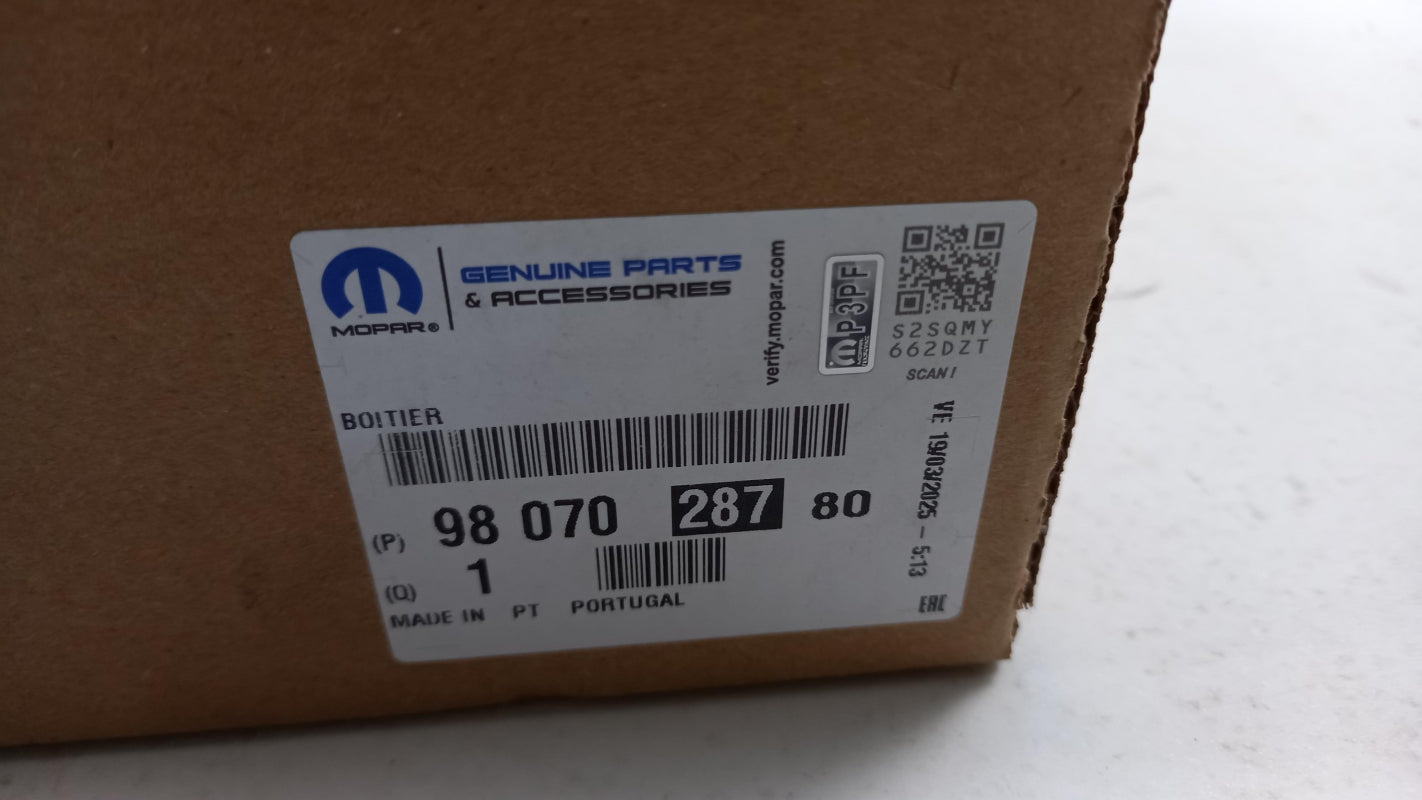 MOPAR®
GENUINE PARTS
& ACCESSORIES
verify.mopar.com
mP3PF
S2SQMY
662DZT
SCAN!
BOITIER
(P) 98 070 287 80
(Q) 1
MADE IN PT PORTUGAL
VE 19/03/2025 - 5:13
EAC